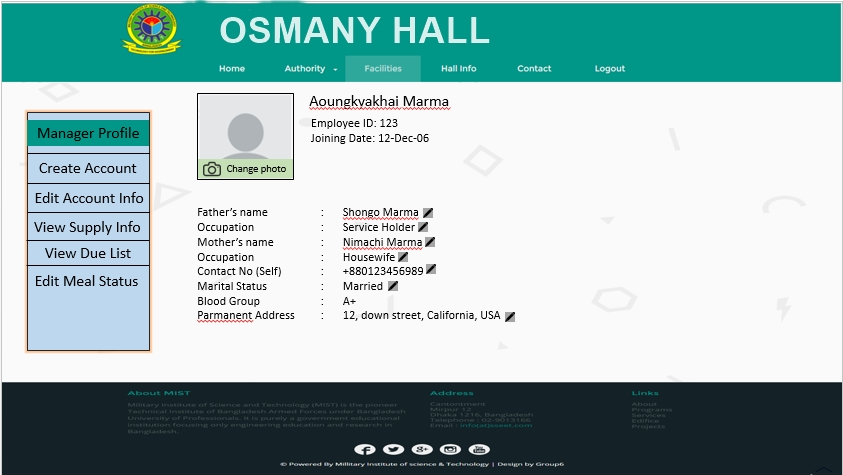 OSMANY HALL
Home Authority Facilities Hall Info Contact Logout
Manager Profile
Create Account
Edit Account Info
View Supply Info
View Due List
Edit Meal Status
Change photo
Aoungkyakhai Marma
Employee ID: 123
Joining Date: 12-Dec-06
Father's name : Shongo Marma
Occupation : Service Holder
Mother's name : Nimachi Marma
Occupation : Housewife
Contact No (Self) : +880123456989
Marital Status : Married
Blood Group : A+
Parmanent Address : 12, down street, California, USA
About MIST
Military Institute of Science and Technology (MIST) is the pioneer
Technical Institute of Bangladesh Armed Forces under Bangladesh
University of Professionals. It is purely a government educational
institution focusing only engineering education and research in
Bangladesh.
Address
Cantontment
Mirpur 12
Dhaka 1216, Bangladesh
Telephone : 02-9013166
Email :
Links
About
Programs
Services
Edifice
Projects
© Powered By Millitary Institute of science & Technology | Design by Group6